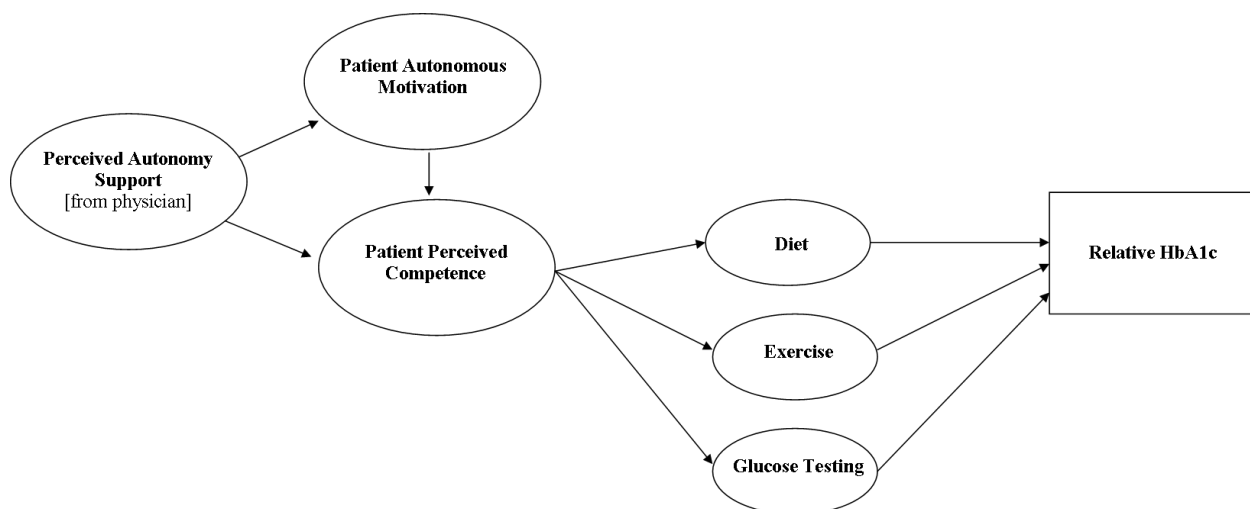 Patient Autonomous
Motivation
Perceived Autonomy
Support
[from physician]
Patient Perceived
Competence
Diet
Relative HbA1c
Exercise
Glucose Testing